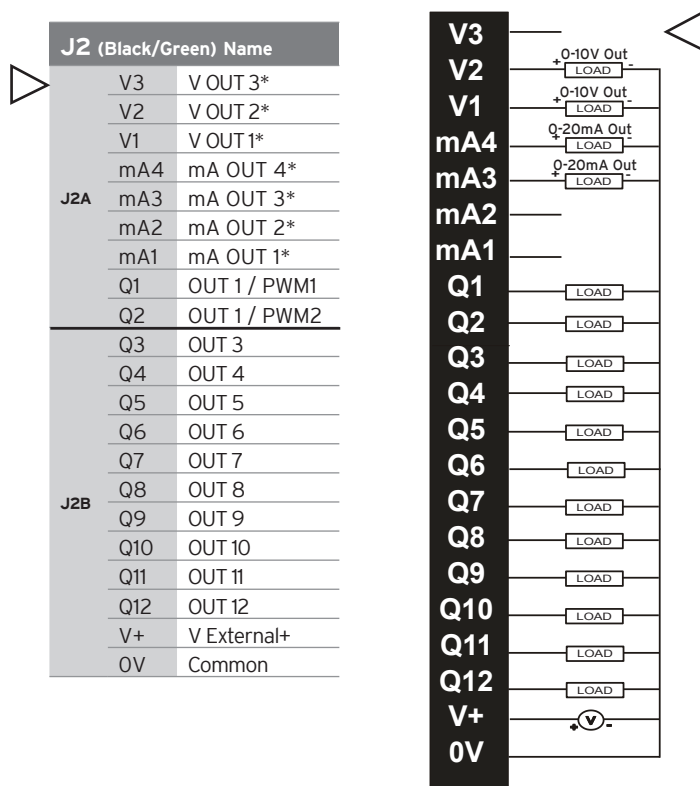 J2 (Black/Green) Name
J2A
V3 V OUT 3*
V2 V OUT 2*
V1 V OUT 1*
mA4 mA OUT 4*
mA3 mA OUT 3*
mA2 mA OUT 2*
mA1 mA OUT 1*
Q1 OUT 1 / PWM1
Q2 OUT 1 / PWM2
J2B
Q3 OUT 3
Q4 OUT 4
Q5 OUT 5
Q6 OUT 6
Q7 OUT 7
Q8 OUT 8
Q9 OUT 9
Q10 OUT 10
Q11 OUT 11
Q12 OUT 12
V+ V External+
0V Common
V3
V2 0-10V Out + LOAD -
V1 0-10V Out + LOAD -
mA4 0-20mA Out + LOAD -
mA3 0-20mA Out + LOAD -
mA2
mA1
Q1 LOAD
Q2 LOAD
Q3 LOAD
Q4 LOAD
Q5 LOAD
Q6 LOAD
Q7 LOAD
Q8 LOAD
Q9 LOAD
Q10 LOAD
Q11 LOAD
Q12 LOAD
V+ + V -
0V